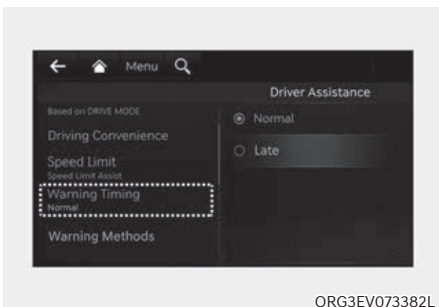 Menu
Driver Assistance
Based on DRIVE MODE
Driving Convenience
Speed Limit
Speed Limit Assist
Warning Timing
Normal
Warning Methods
Normal
Late
ORG3EV073382L